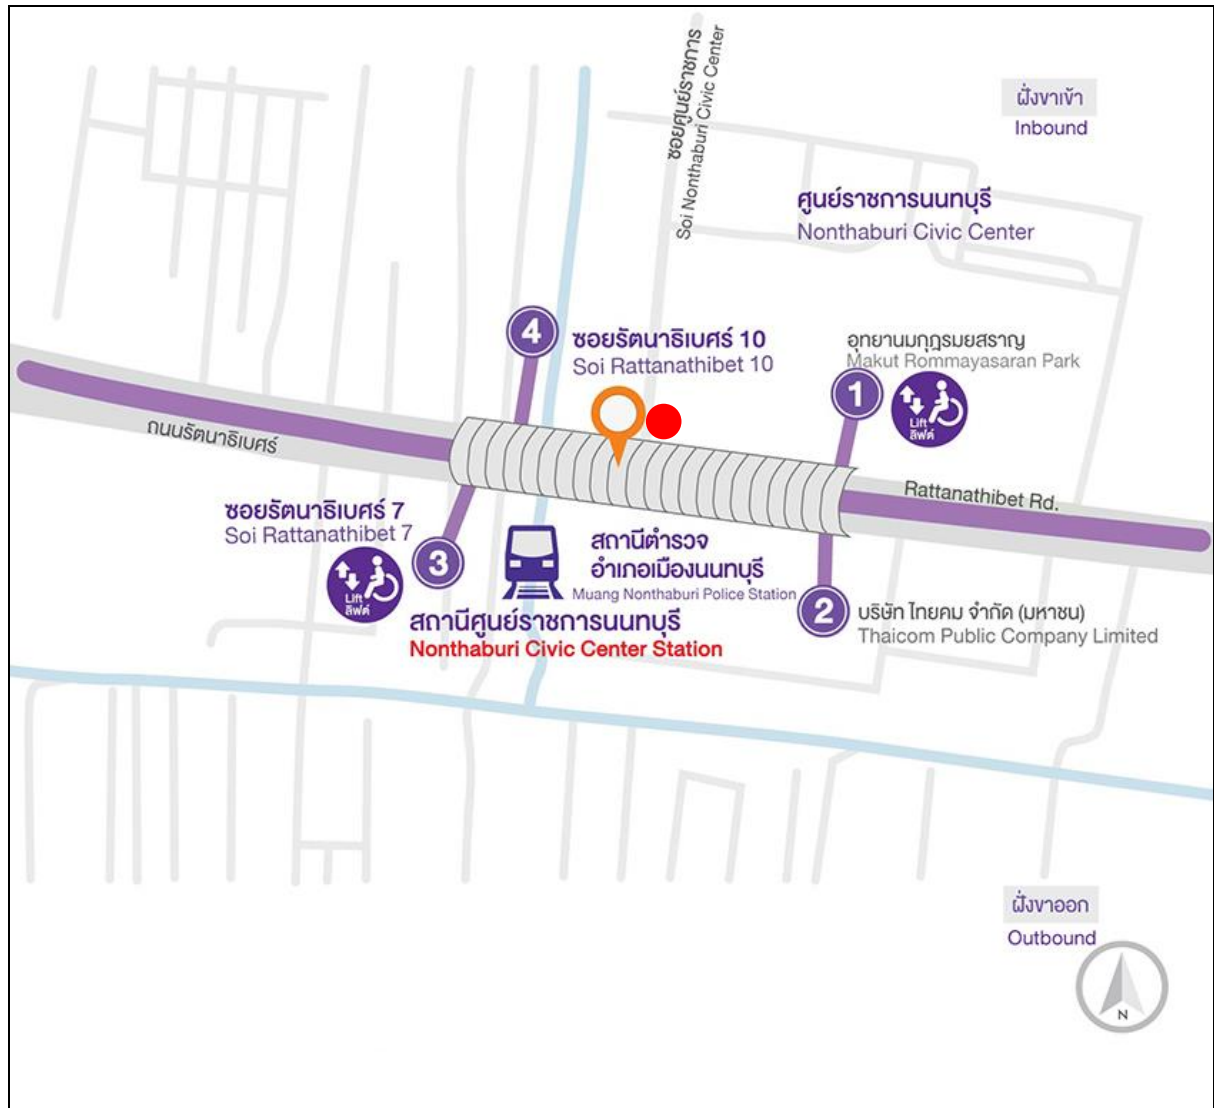 ซอยศูนย์ราชการ
Soi Nonthaburi Civic Center
ฝั่งขาเข้า
Inbound
ศูนย์ราชการนนทบุรี
Nonthaburi Civic Center
4
ซอยรัตนาธิเบศร์ 10
Soi Rattanathibet 10
อุทยานมกุฎรมยสราญ
Makut Rommayasaran Park
1
Lift
ลิฟต์
ถนนรัตนาธิเบศร์
Rattanathibet Rd.
ซอยรัตนาธิเบศร์ 7
Soi Rattanathibet 7
3
Lift
ลิฟต์
สถานีตำรวจ
อำเภอเมืองนนทบุรี
Muang Nonthaburi Police Station
สถานีศูนย์ราชการนนทบุรี
Nonthaburi Civic Center Station
2
บริษัท ไทยคม จำกัด (มหาชน)
Thaicom Public Company Limited
ฝั่งขาออก
Outbound
N